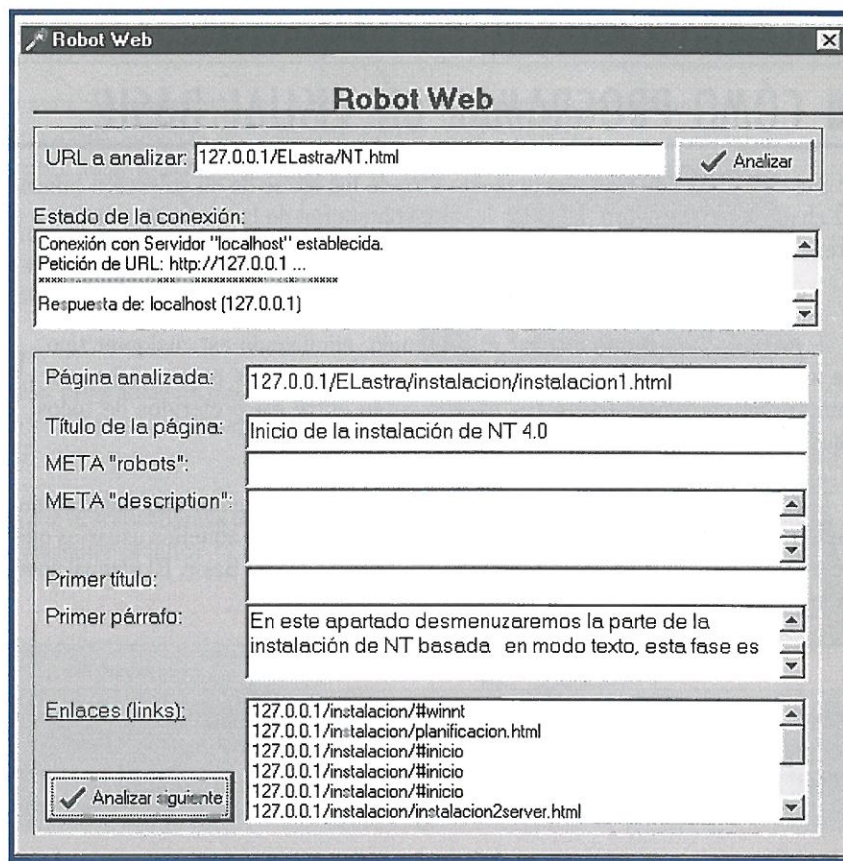 Robot Web
Robot Web
URL a analizar: 127.0.0.1/ELastra/NT.html
Analizar
Estado de la conexión:
Conexión con Servidor "localhost" establecida.
Petición de URL: http://127.0.0.1 ...
Respuesta de: localhost (127.0.0.1)
Página analizada: 127.0.0.1/ELastra/instalacion/instalacion1.html
Título de la página: Inicio de la instalación de NT 4.0
META "robots":
META "description":
Primer título:
Primer párrafo: En este apartado desmenuzaremos la parte de la
instalación de NT basada en modo texto, esta fase es
Enlaces (links): 127.0.0.1/instalacion/#winnt
127.0.0.1/instalacion/planificacion.html
127.0.0.1/instalacion/#inicio
127.0.0.1/instalacion/#inicio
127.0.0.1/instalacion/#inicio
127.0.0.1/instalacion/instalacion2server.html
Analizar siguiente